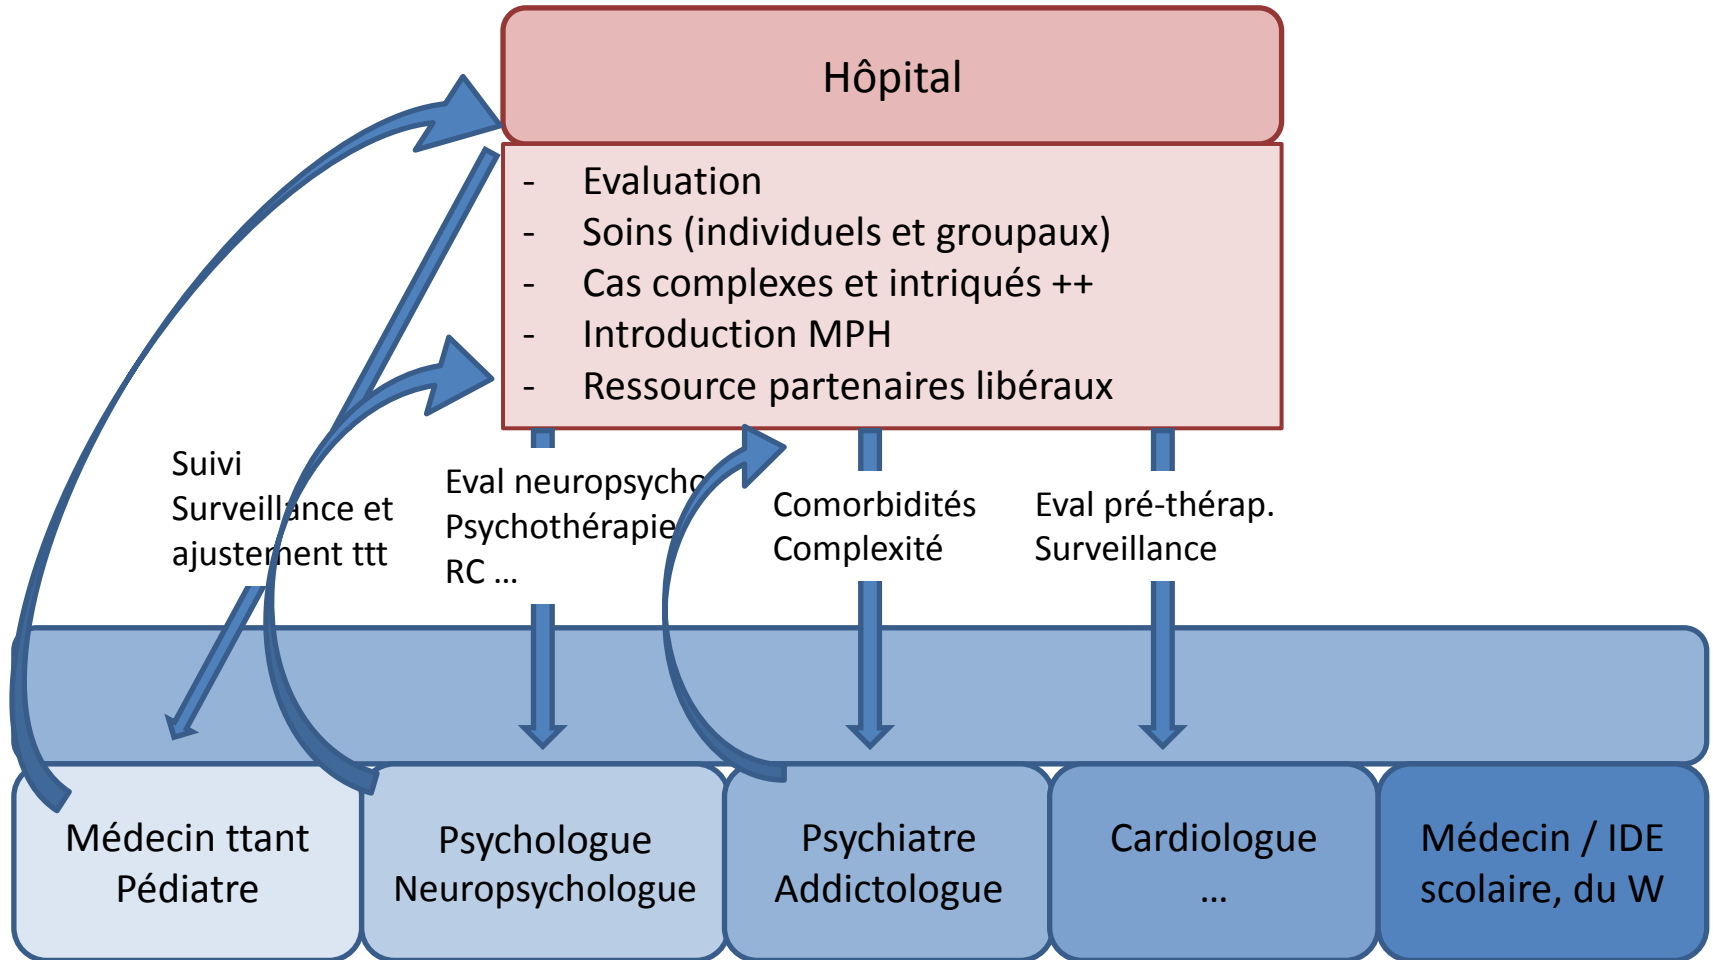 Hôpital
- Evaluation
- Soins (individuels et groupaux)
- Cas complexes et intriqués ++
- Introduction MPH
- Ressource partenaires libéraux
Suivi
Surveillance et
ajustement ttt
Eval neuropsycho
Psychothérapie
RC ...
Comorbidités
Complexité
Eval pré-thérap.
Surveillance
Médecin ttant
Pédiatre
Psychologue
Neuropsychologue
Psychiatre
Addictologue
Cardiologue
...
Médecin / IDE
scolaire, du W